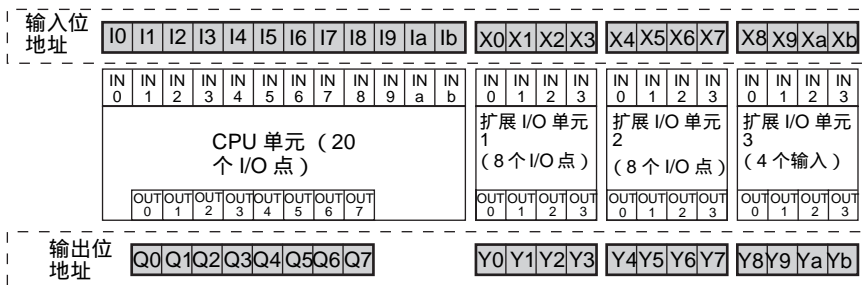 输入位
地址
I0 I1 I2 I3 I4 I5 I6 I7 I8 I9 Ia Ib X0 X1 X2 X3 X4 X5 X6 X7 X8 X9 Xa Xb
IN IN IN IN IN IN IN IN IN IN IN IN IN IN IN IN IN IN IN IN IN IN IN IN
0 1 2 3 4 5 6 7 8 9 a b 0 1 2 3 0 1 2 3 0 1 2 3
CPU 单元（20
个 I/O 点）
扩展 I/O 单元
1
（8个I/O 点）
扩展 I/O 单元
2
（8 个 I/O 点）
扩展 I/O 单元
3
（4 个输入）
OUT OUT OUT OUT OUT OUT OUT OUT OUT OUT OUT OUT OUT OUT OUT OUT OUT OUT OUT OUT
0 1 2 3 4 5 6 7 0 1 2 3 0 1 2 3 0 1 2 3
输出位
地址
Q0 Q1 Q2 Q3 Q4 Q5 Q6 Q7 Y0 Y1 Y2 Y3 Y4 Y5 Y6 Y7 Y8 Y9 Ya Yb